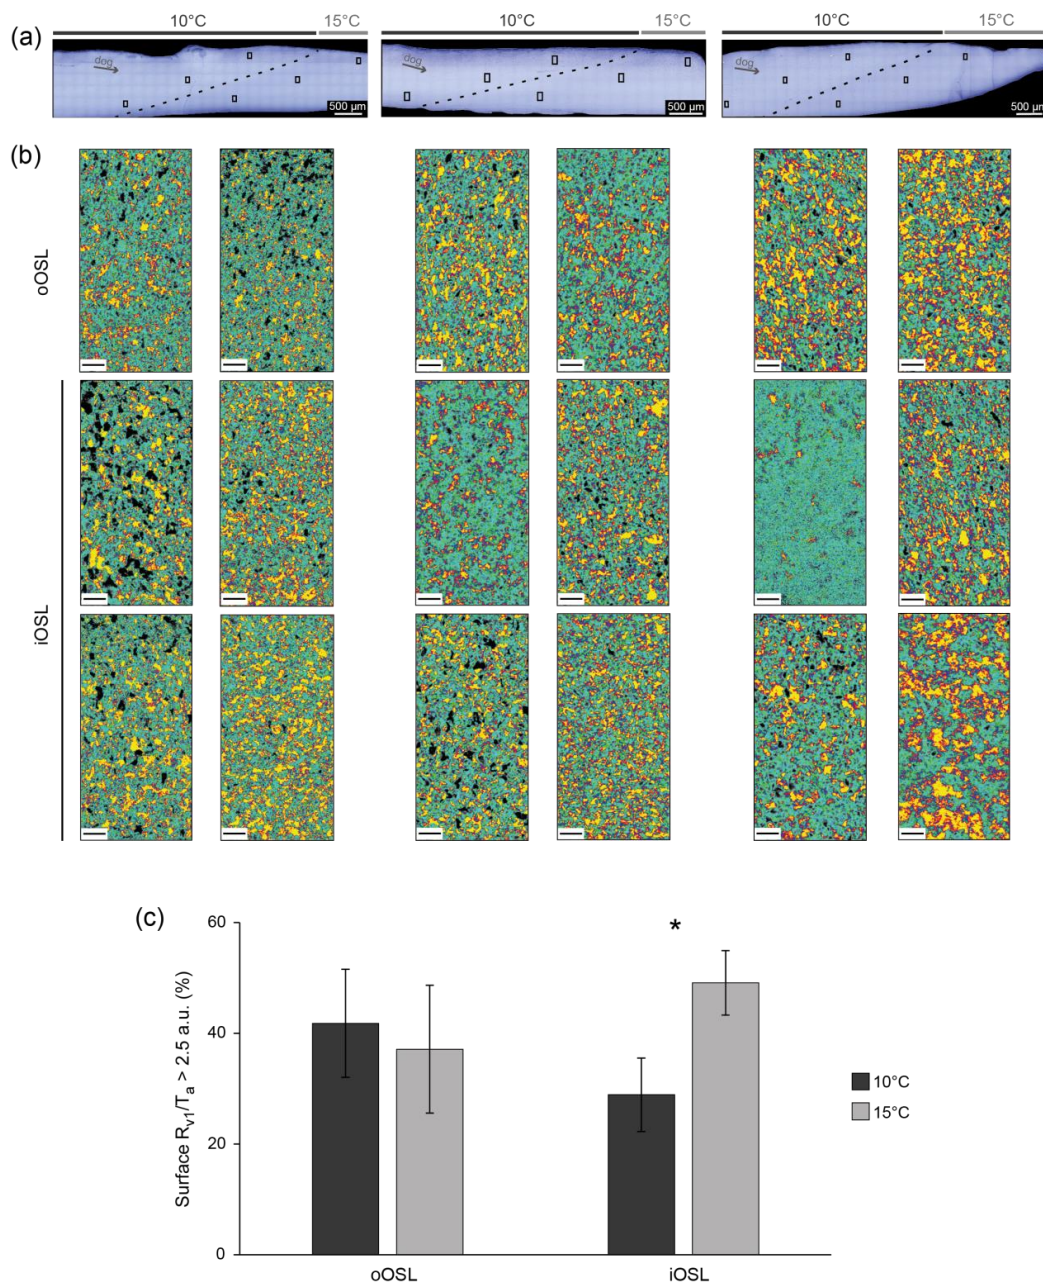 10°C 15°C 10°C 15°C 10°C 15°C
(a)
dog dog dog
500 µm 500 µm 500 µm
(b)
oOSL
iOSL
(c)
60
40
20
0
Surface Rv1/Ta > 2.5 a.u. (%)
*
10°C
15°C
oOSL iOSL